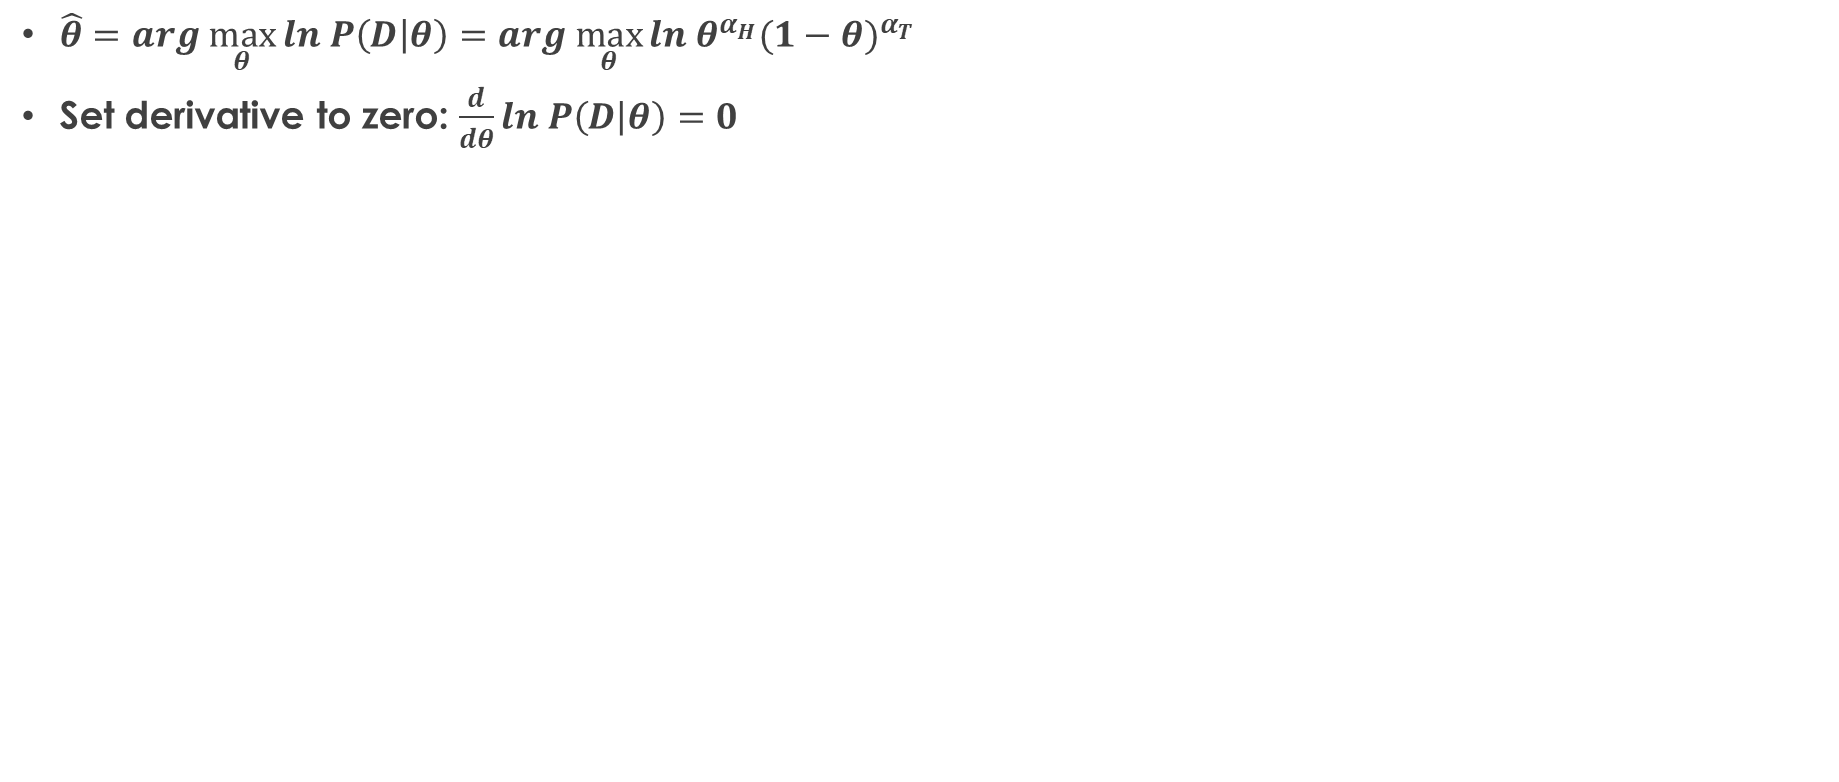 • θ̂ = arg max_θ ln P(D|θ) = arg max_θ ln θ^{α_H} (1 − θ)^{α_T}
• Set derivative to zero: d/dθ ln P(D|θ) = 0